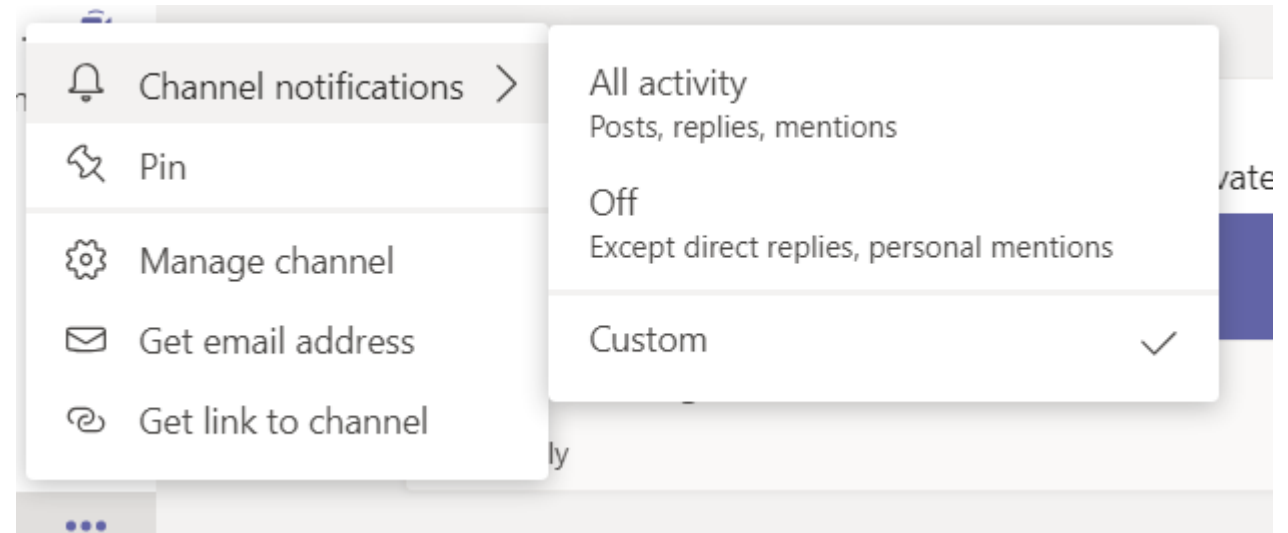 Channel notifications
Pin
Manage channel
Get email address
Get link to channel
All activity
Posts, replies, mentions
Off
Except direct replies, personal mentions
Custom